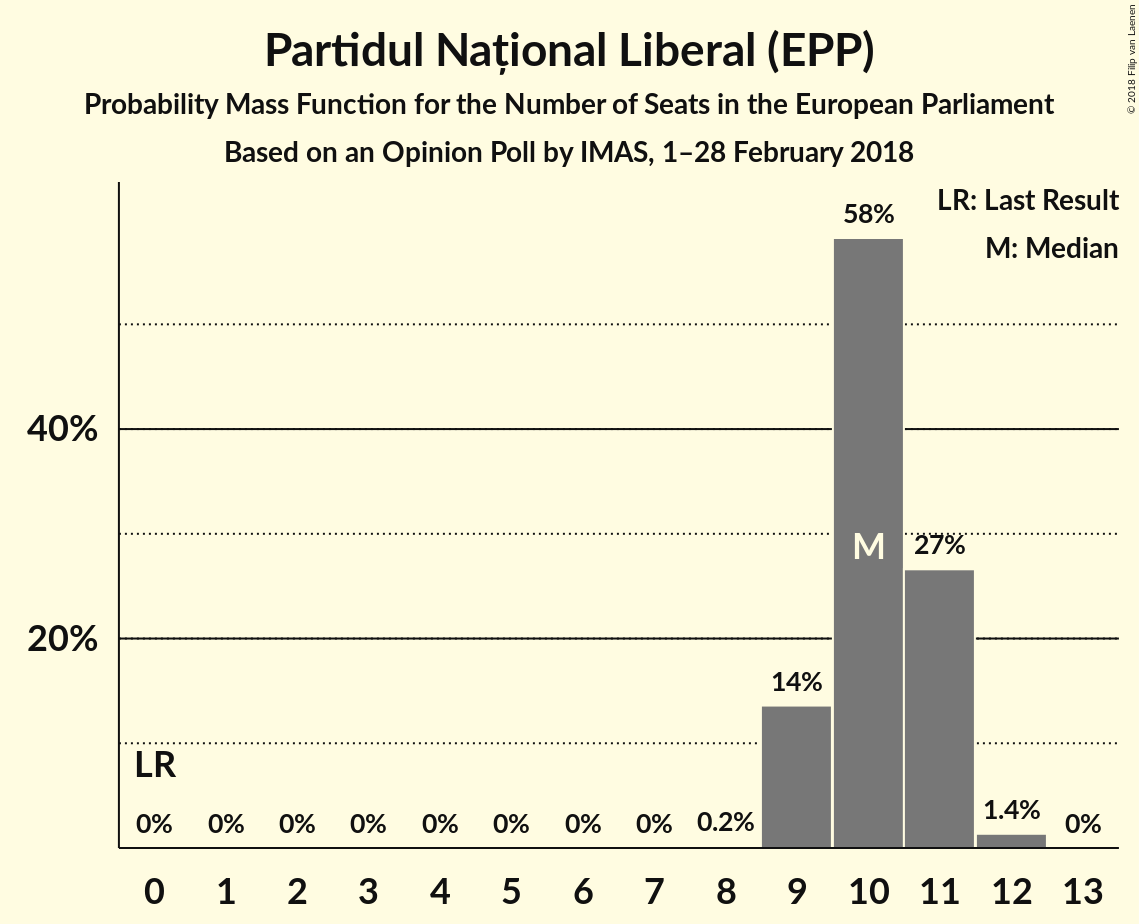 Partidul Național Liberal (EPP)
Probability Mass Function for the Number of Seats in the European Parliament
Based on an Opinion Poll by IMAS, 1–28 February 2018
© 2018 Filip van Laenen
LR: Last Result
M: Median
58%
40%
M
27%
20%
14%
LR
0% 0% 0% 0% 0% 0% 0% 0% 0.2% 1.4% 0%
0 1 2 3 4 5 6 7 8 9 10 11 12 13